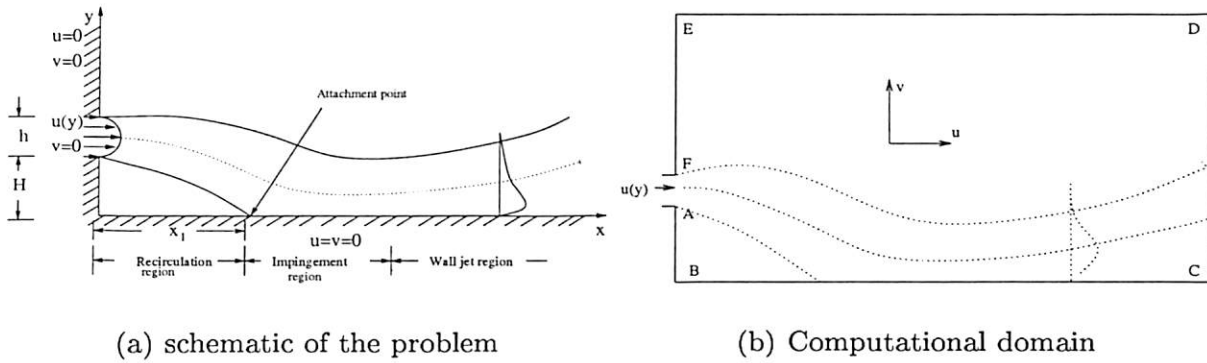 y
u=0
v=0
Attachment point
u(y)
h
v=0
H
x
x1
u=v=0
Recirculation
region
Impingement
region
Wall jet region
(a) schematic of the problem
E
D
v
u
F
u(y)
A
B
C
(b) Computational domain